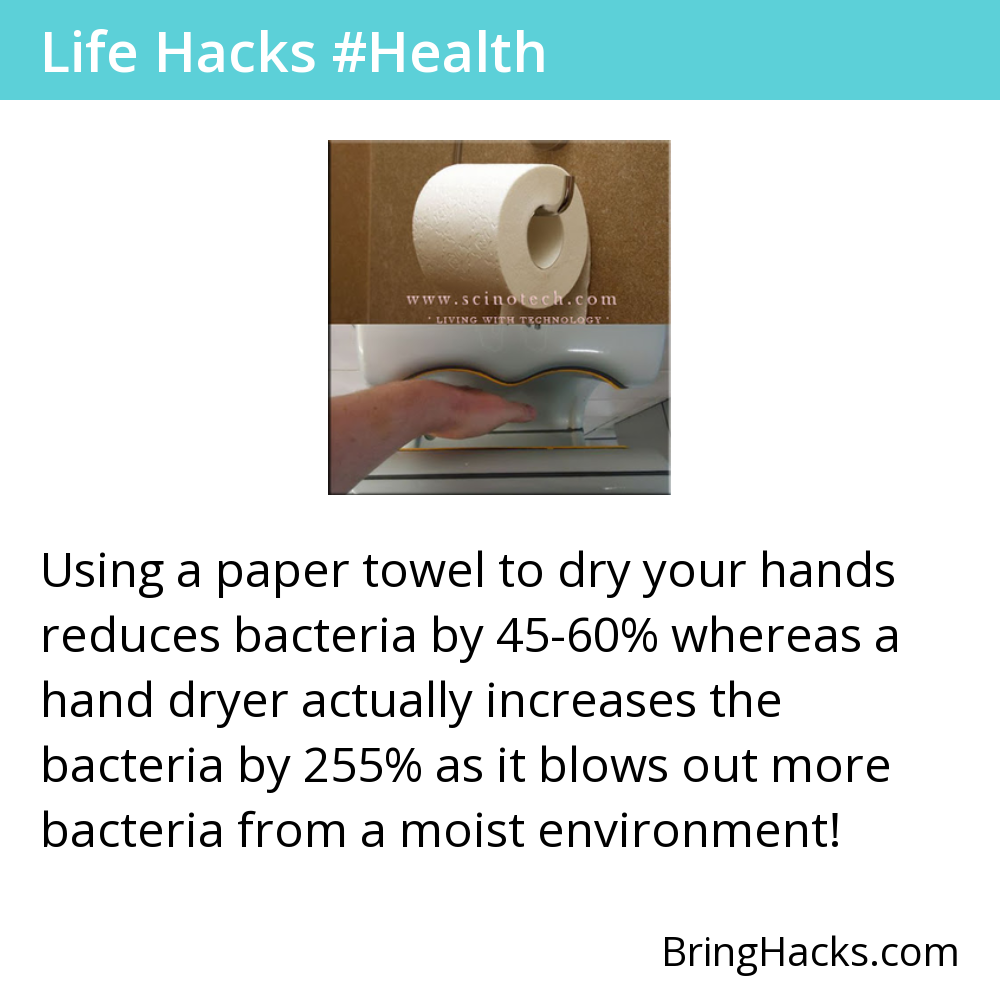 Life Hacks #Health
www.scinotech.com
' LIVING WITH TECHNOLOGY '
Using a paper towel to dry your hands
reduces bacteria by 45-60% whereas a
hand dryer actually increases the
bacteria by 255% as it blows out more
bacteria from a moist environment!
BringHacks.com